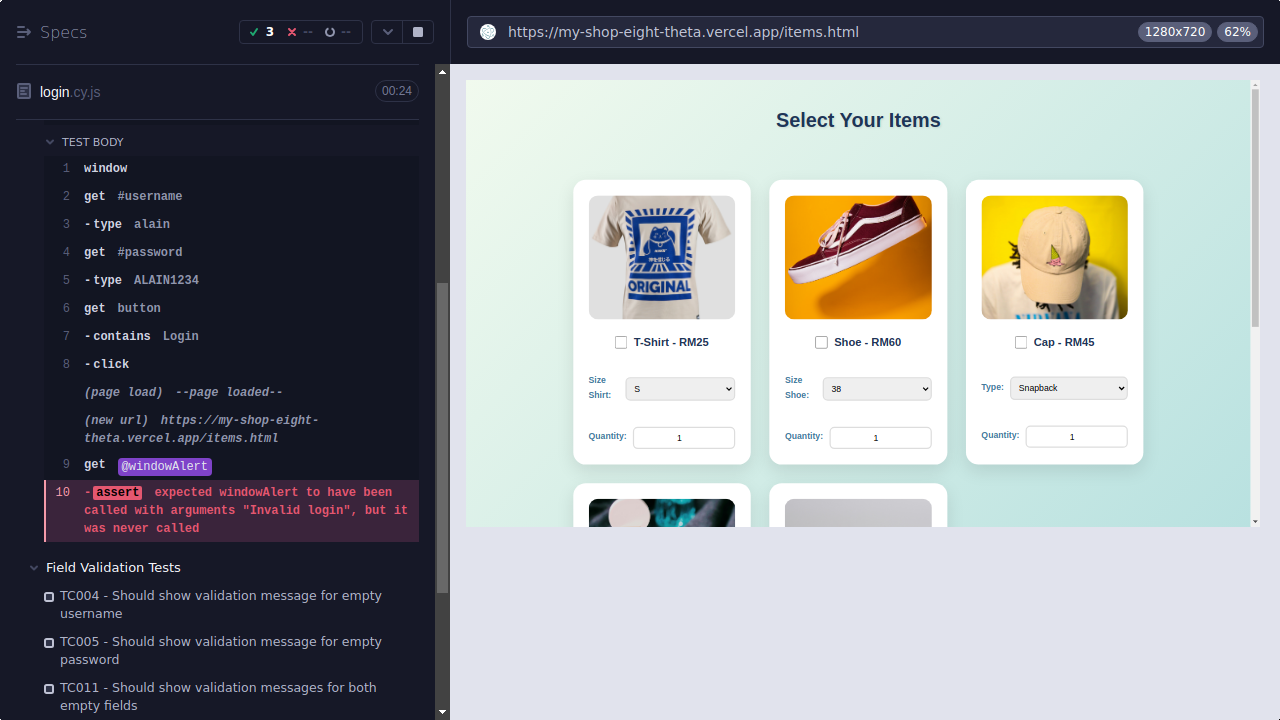 Specs
3
--
--
login.cy.js
00:24
TEST BODY
1 window
2 get #username
3 -type alain
4 get #password
5 -type ALAIN1234
6 get button
7 -contains Login
8 -click
(page load) --page loaded--
(new url) https://my-shop-eight-
theta.vercel.app/items.html
9 get @windowAlert
10 -assert expected windowAlert to have been
called with arguments "Invalid login", but it
was never called
Field Validation Tests
TC004 - Should show validation message for empty
username
TC005 - Should show validation message for empty
password
TC011 - Should show validation messages for both
empty fields
https://my-shop-eight-theta.vercel.app/items.html
1280x720
62%
Select Your Items
ORIGINAL
T-Shirt - RM25
Size
Shirt:
S
Quantity:
1
Shoe - RM60
Size
Shoe:
38
Quantity:
1
Cap - RM45
Type:
Snapback
Quantity:
1